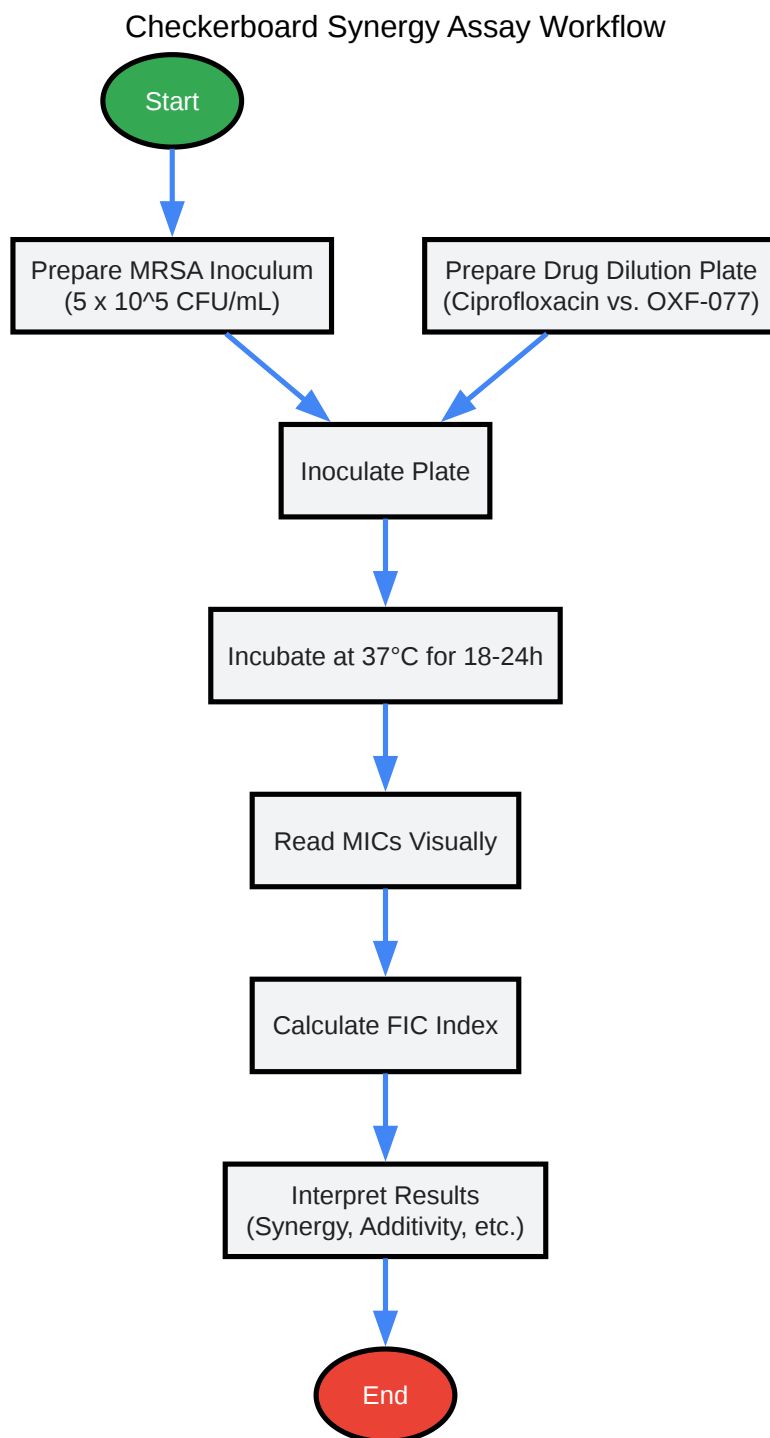 Checkerboard Synergy Assay Workflow
Start
Prepare MRSA Inoculum
(5 x 10^5 CFU/mL)
Prepare Drug Dilution Plate
(Ciprofloxacin vs. OXF-077)
Inoculate Plate
Incubate at 37°C for 18-24h
Read MICs Visually
Calculate FIC Index
Interpret Results
(Synergy, Additivity, etc.)
End